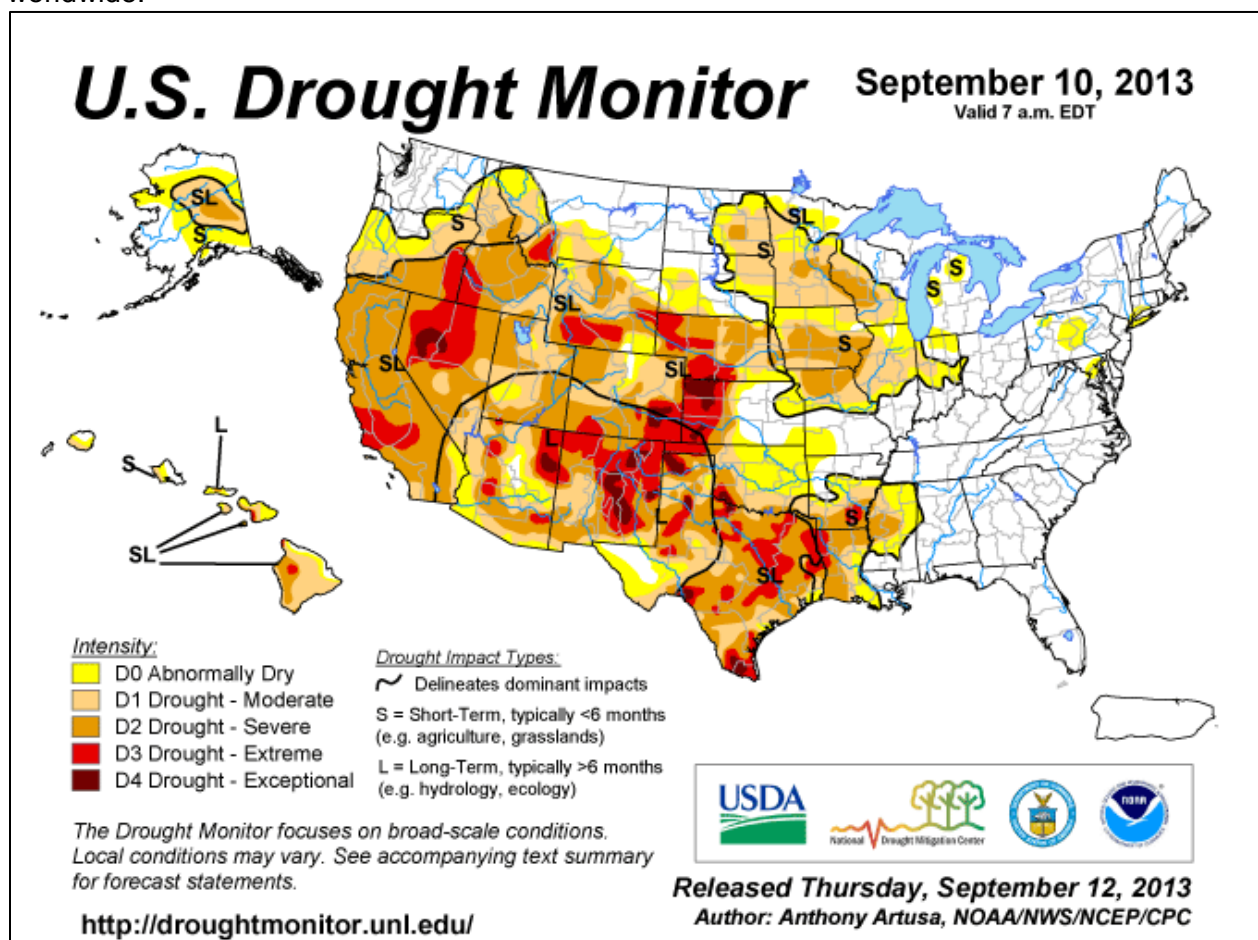 U.S. Drought Monitor
September 10, 2013
Valid 7 a.m. EDT
SL
S
S
SL
S
SL
S
S
SL
S
SL
SL
L
L
S
SL
L
S
SL
Intensity:
D0 Abnormally Dry
D1 Drought - Moderate
D2 Drought - Severe
D3 Drought - Extreme
D4 Drought - Exceptional
Drought Impact Types:
Delineates dominant impacts
S = Short-Term, typically <6 months
(e.g. agriculture, grasslands)
L = Long-Term, typically >6 months
(e.g. hydrology, ecology)
The Drought Monitor focuses on broad-scale conditions.
Local conditions may vary. See accompanying text summary
for forecast statements.
http://droughtmonitor.unl.edu/
USDA
National Drought Mitigation Center
NOAA
Released Thursday, September 12, 2013
Author: Anthony Artusa, NOAA/NWS/NCEP/CPC